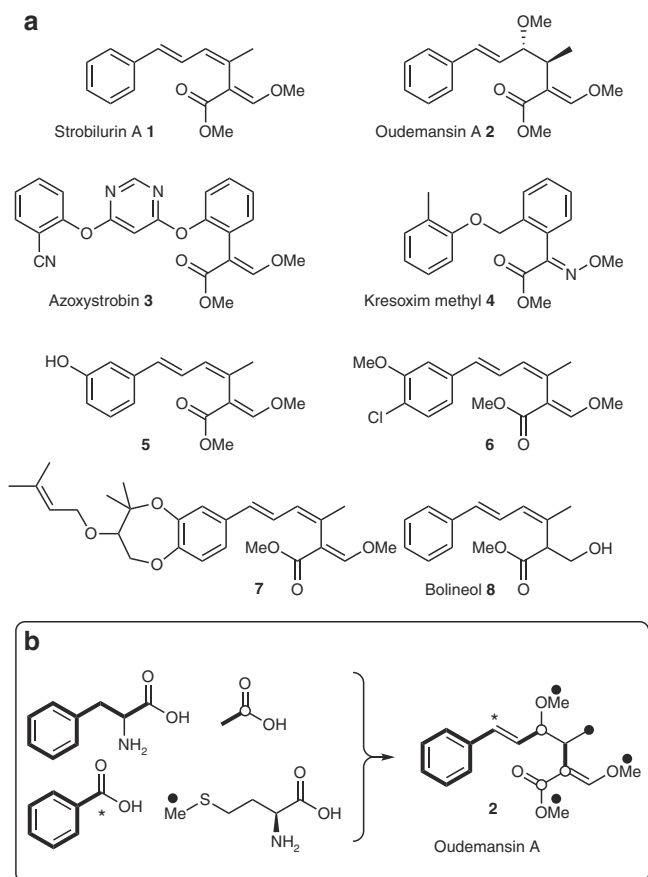 a
OMe
O
OMe
OMe
Strobilurin A 1
O
OMe
OMe
Oudemansin A 2
N N
O O
CN
O
OMe
OMe
Azoxystrobin 3
O
O
N
OMe
OMe
Kresoxim methyl 4
HO
O
OMe
OMe
5
MeO
Cl
MeO
OMe
O
6
O
O
O
MeO
OMe
O
7
MeO
OH
O
Bolineol 8
b
O
OH
NH2
O
OH
O
OH
*
Me
S
O
OH
NH2
*
OMe
O
OMe
OMe
2
Oudemansin A